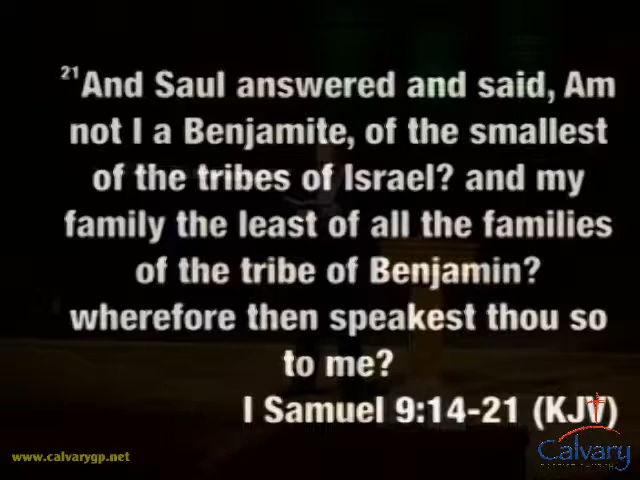 21And Saul answered and said, Am
not I a Benjamite, of the smallest
of the tribes of Israel? and my
family the least of all the families
of the tribe of Benjamin?
wherefore then speakest thou so
to me?
I Samuel 9:14-21 (KJV)
www.calvarygp.net
Calvary
BAPTIST CHURCH